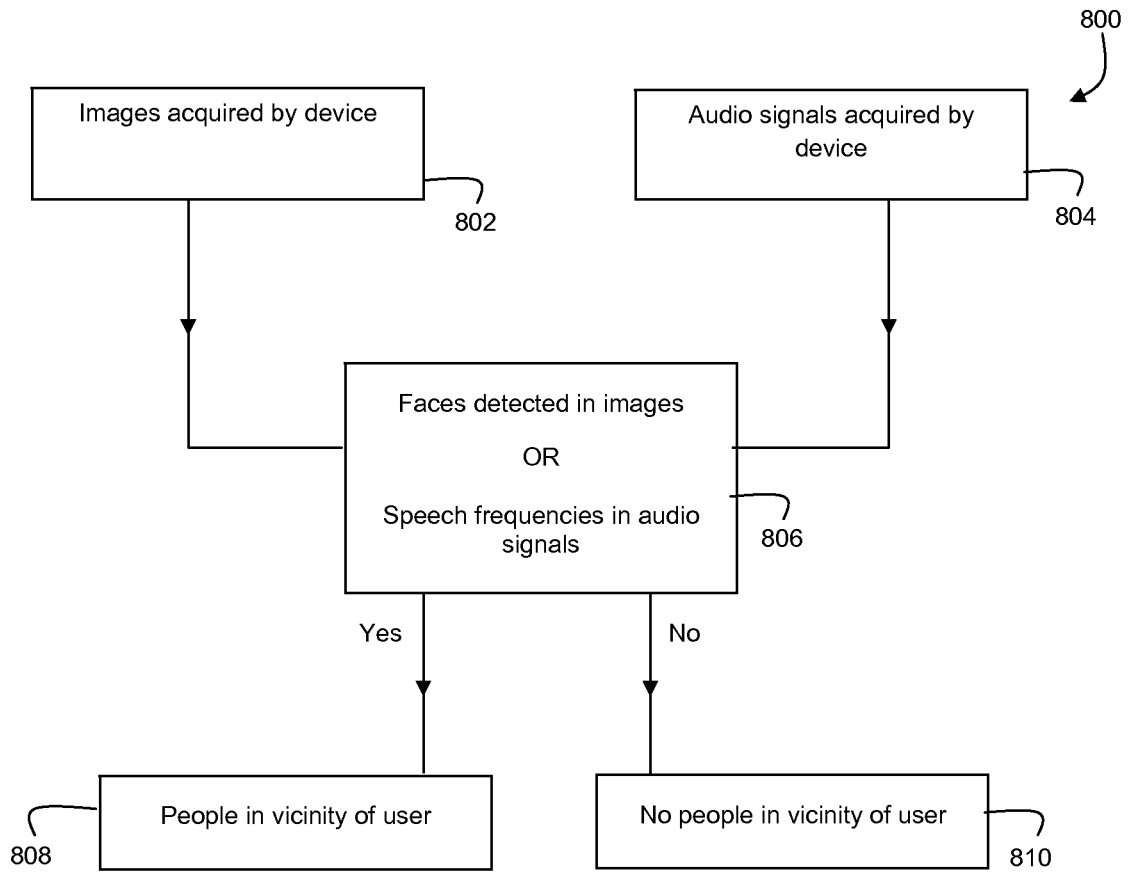 800
Images acquired by device
Audio signals acquired by
device
802
804
Faces detected in images
OR
Speech frequencies in audio
signals
806
Yes
No
People in vicinity of user
No people in vicinity of user
808
810